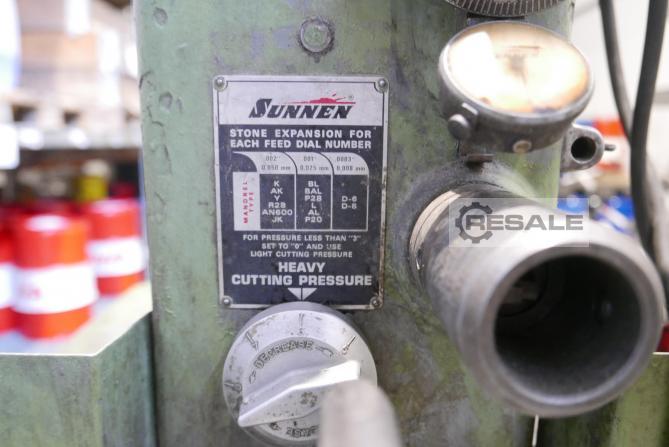 SUNNEN
STONE EXPANSION FOR
EACH FEED DIAL NUMBER
.002" .001" .0003"
0,050 mm 0,025 mm 0,008 mm
MANDREL TYPE
K BL
AK BAL
Y P28 D-6
R28 L D-8
AN600 AL
JK P20
FOR PRESSURE LESS THAN "3"
SET TO "0" AND USE
LIGHT CUTTING PRESSURE
HEAVY
CUTTING PRESSURE
DECREASE
RESALE